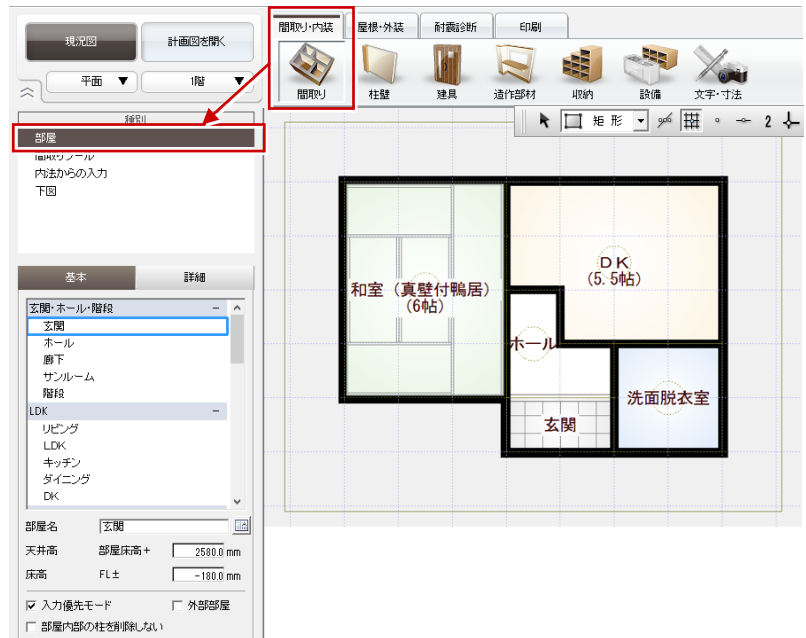 現況図
計画図を開く
平面 ▼
1階 ▼
間取り・内装
屋根・外装
耐震診断
印刷
間取り
柱壁
建具
造作部材
収納
設備
文字・寸法
矩 形
2
種別
部屋
間取りツール
内法からの入力
下図
基本
詳細
玄関・ホール・階段 −
玄関
ホール
廊下
サンルーム
階段
LDK −
リビング
LDK
キッチン
ダイニング
DK
部屋名 玄関
天井高 部屋床高+ 2580.0 mm
床高 FL± -180.0 mm
入力優先モード
外部部屋
部屋内部の柱を削除しない
和室(真壁付鴨居)
(6帖)
DK
(5.5帖)
ホール
玄関
洗面脱衣室